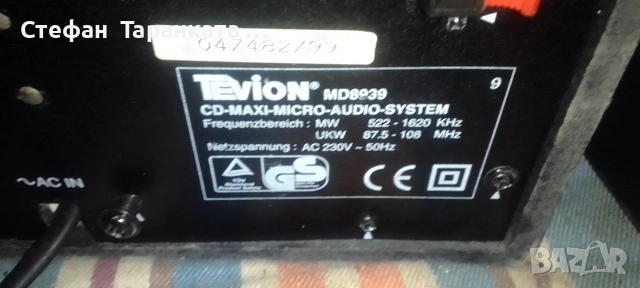 Стефан Таранката...
047482/99
TEVION® MD8939
9
CD-MAXI-MICRO-AUDIO-SYSTEM
Frequenzbereich : MW 522 - 1620 KHz
UKW 87.5 - 108 MHz
Netzspannung : AC 230V ~ 50Hz
~AC IN
TÜV
GS
CE
BAZAR